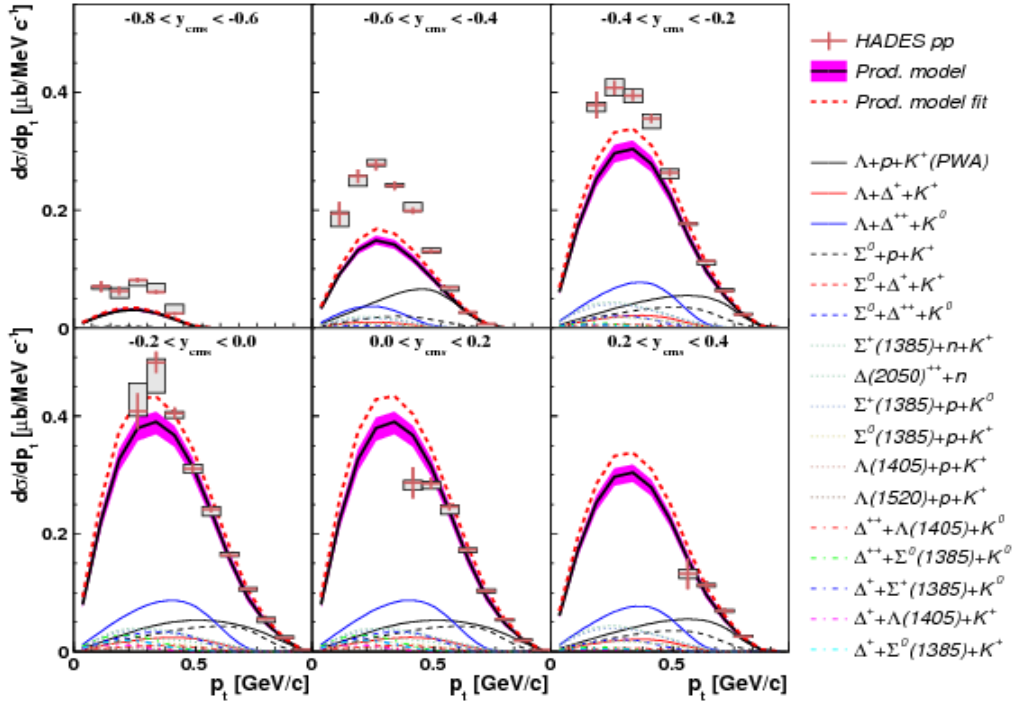 -0.8 < y_cms < -0.6
-0.6 < y_cms < -0.4
-0.4 < y_cms < -0.2
dσ/dp_t [μb/MeV c⁻¹]
0.4
0.2
0
-0.2 < y_cms < 0.0
0.0 < y_cms < 0.2
0.2 < y_cms < 0.4
dσ/dp_t [μb/MeV c⁻¹]
0.4
0.2
0
0 0.5
0.5
0.5
p_t [GeV/c]
p_t [GeV/c]
p_t [GeV/c]
HADES pp
Prod. model
Prod. model fit
Λ+p+K⁺(PWA)
Λ+Δ⁺+K⁺
Λ+Δ⁺⁺+K⁰
Σ⁰+p+K⁺
Σ⁰+Δ⁺+K⁺
Σ⁰+Δ⁺⁺+K⁰
Σ⁺(1385)+n+K⁺
Δ(2050)⁺⁺+n
Σ⁺(1385)+p+K⁰
Σ⁰(1385)+p+K⁺
Λ(1405)+p+K⁺
Λ(1520)+p+K⁺
Δ⁺⁺+Λ(1405)+K⁰
Δ⁺⁺+Σ⁰(1385)+K⁰
Δ⁺+Σ⁺(1385)+K⁰
Δ⁺+Λ(1405)+K⁺
Δ⁺+Σ⁰(1385)+K⁺